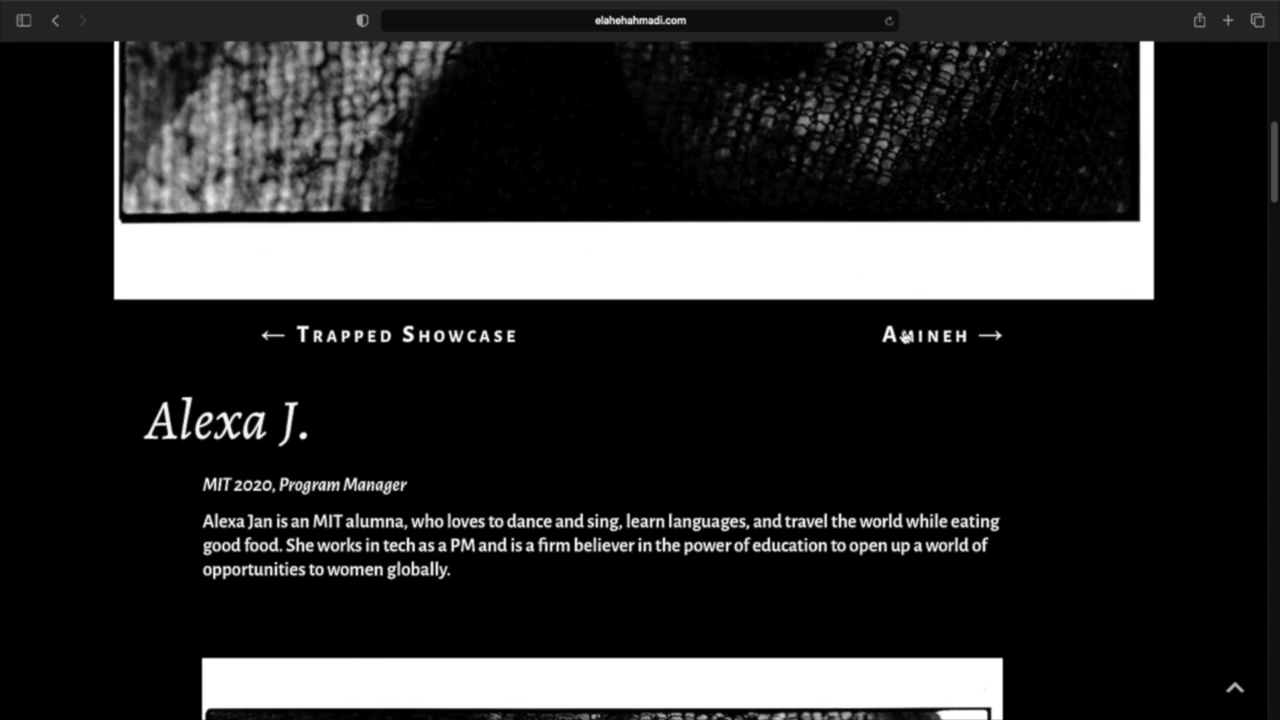 elahehahmadi.com
← Trapped Showcase
Amineh →
Alexa J.
MIT 2020, Program Manager
Alexa Jan is an MIT alumna, who loves to dance and sing, learn languages, and travel the world while eating
good food. She works in tech as a PM and is a firm believer in the power of education to open up a world of
opportunities to women globally.